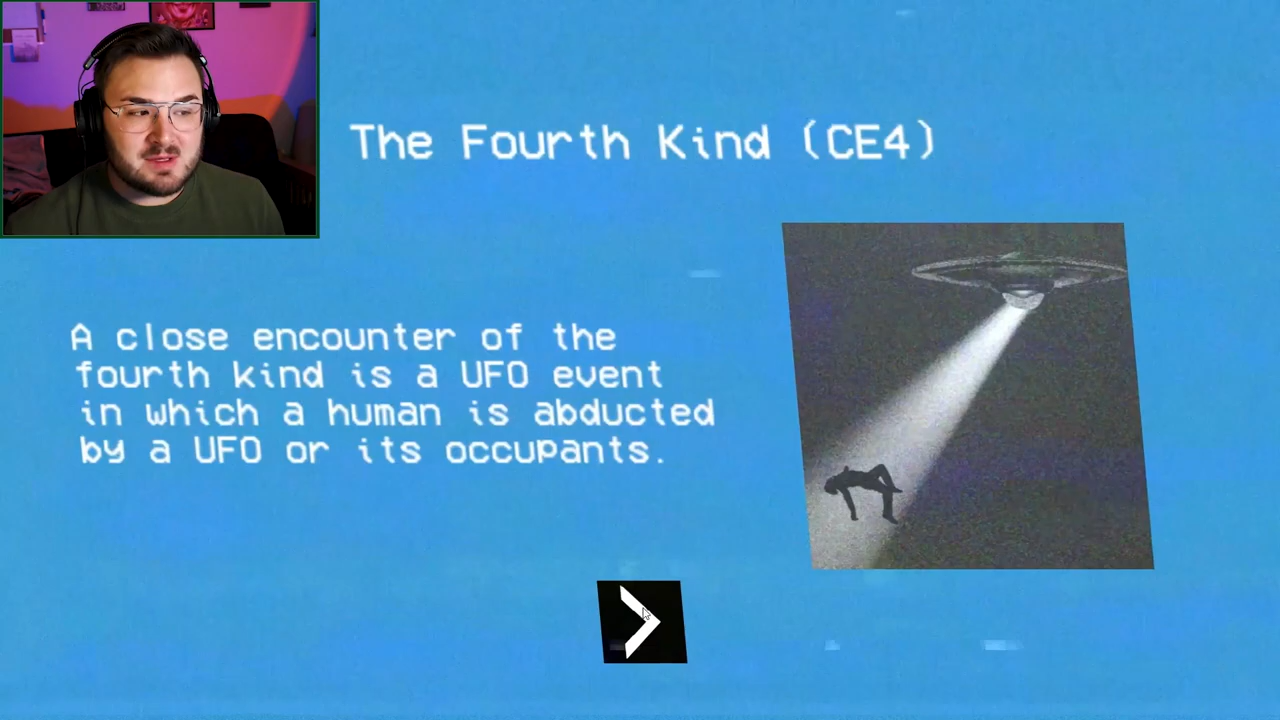 The Fourth Kind (CE4)
A close encounter of the
fourth kind is a UFO event
in which a human is abducted
by a UFO or its occupants.